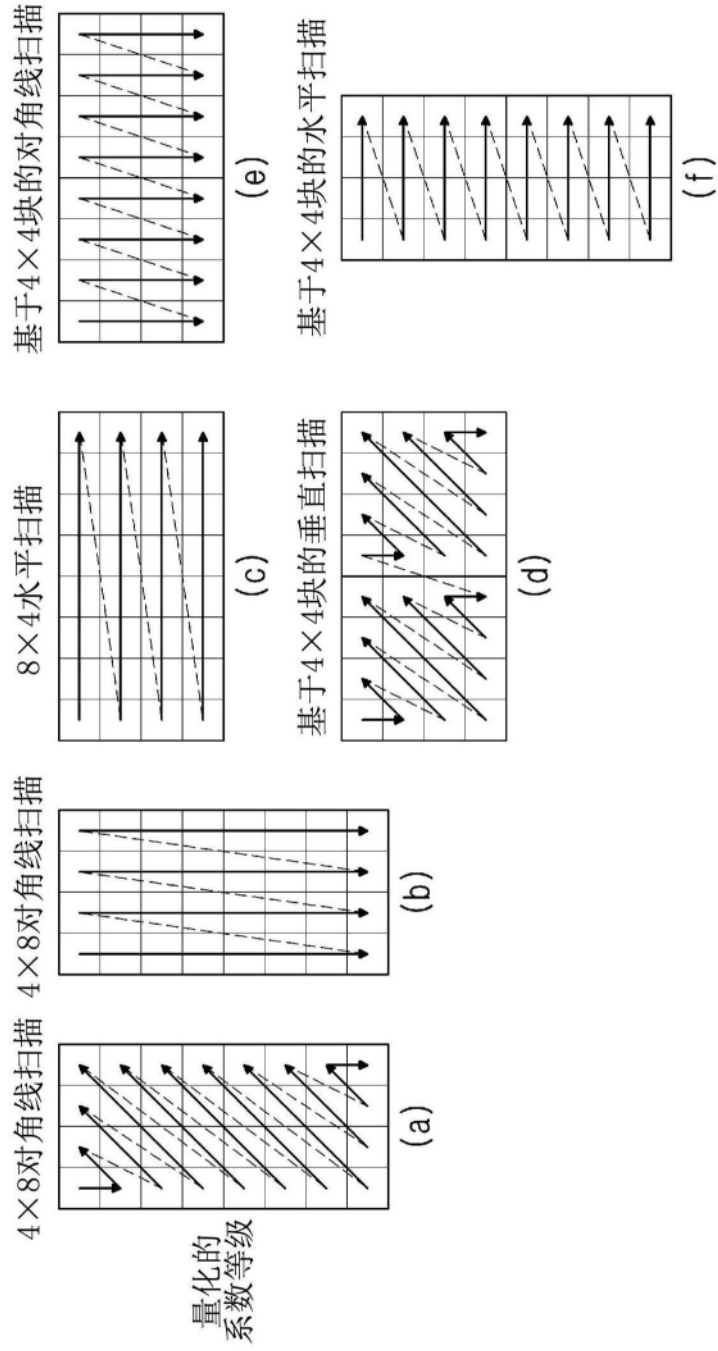 量化的
系数等级
4×8对角线扫描
(a)
4×8对角线扫描
(b)
8×4水平扫描
(c)
基于4×4块的对角线扫描
(e)
基于4×4块的垂直扫描
(d)
基于4×4块的水平扫描
(f)